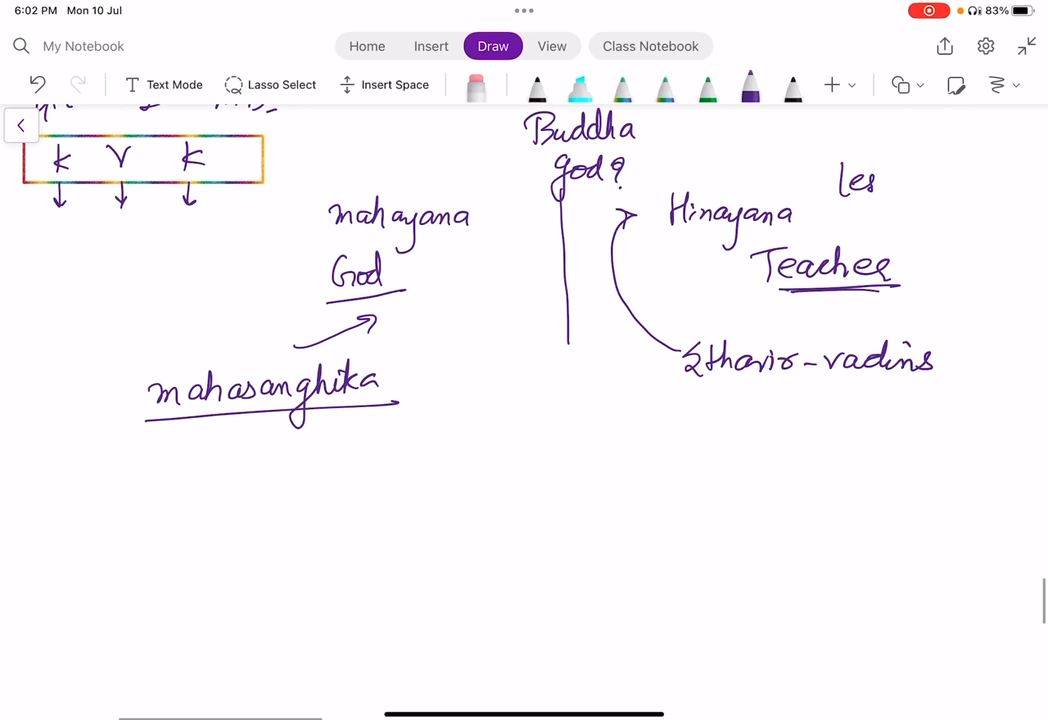 6:02 PM Mon 10 Jul
83%
My Notebook
Home Insert Draw View Class Notebook
Text Mode Lasso Select Insert Space
k V k
Buddha
god?
les
mahayana
Hinayana
God
Teacher
mahasanghika
Sthavir-vadins